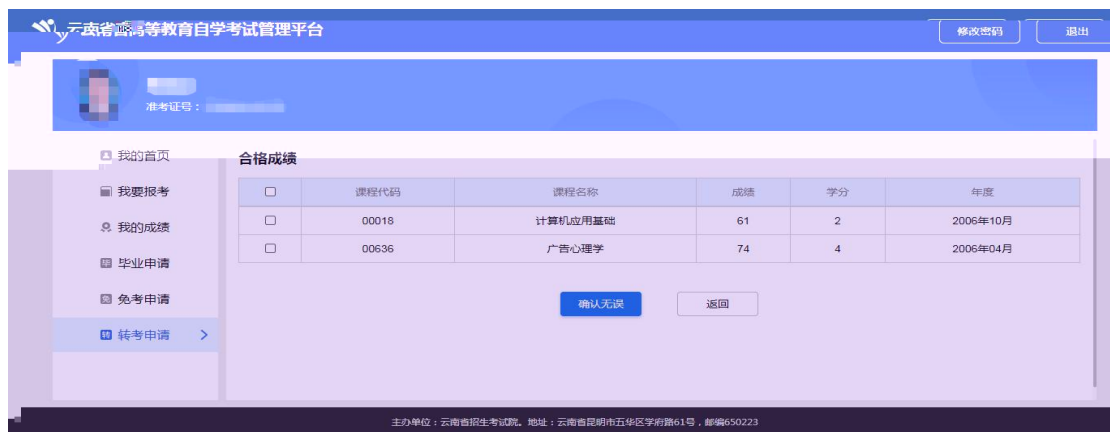 云南省高等教育自学考试管理平台
修改密码 退出
准考证号：
我的首页
我要报考
我的成绩
毕业申请
免考申请
转考申请
合格成绩
课程代码 课程名称 成绩 学分 年度
00018 计算机应用基础 61 2 2006年10月
00636 广告心理学 74 4 2006年04月
确认无误 返回
主办单位：云南省招生考试院。地址：云南省昆明市五华区学府路61号，邮编650223